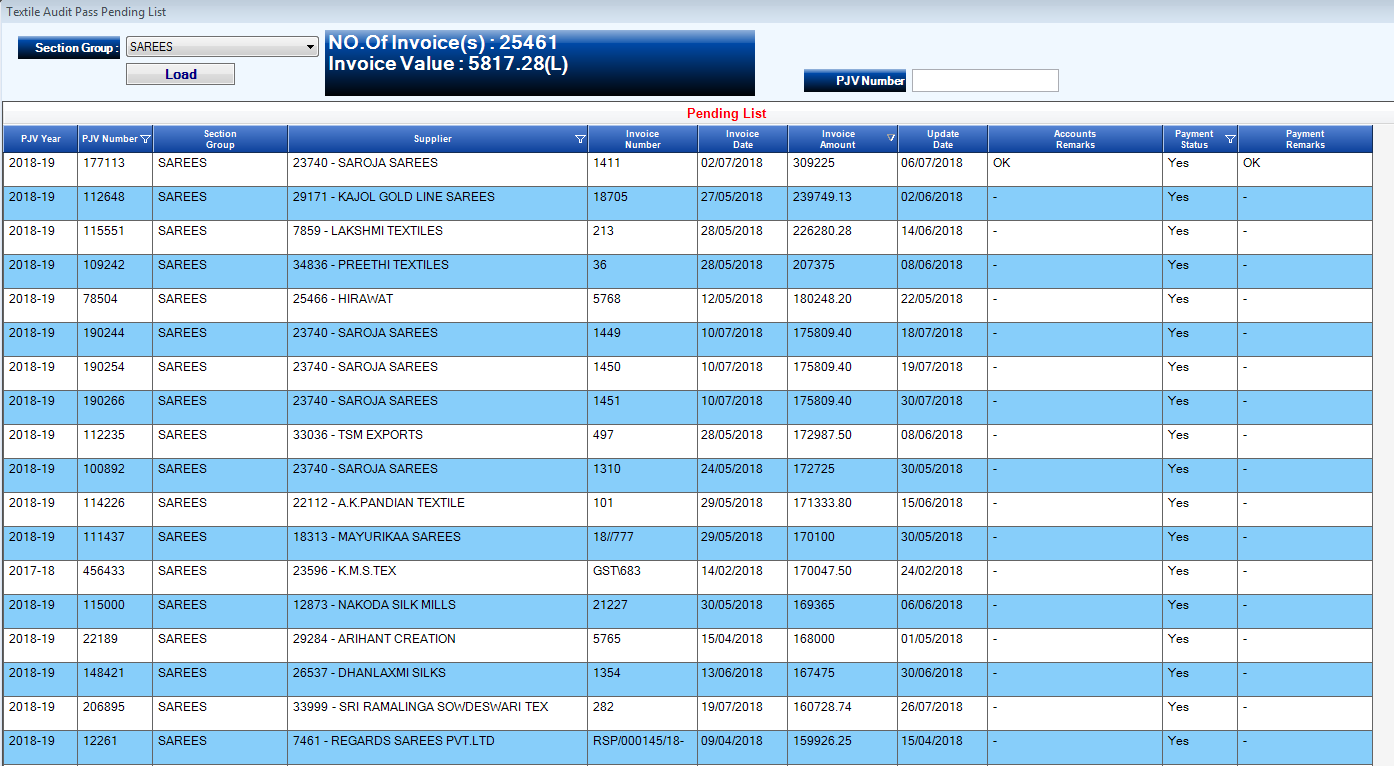 Textile Audit Pass Pending List
Section Group : SAREES
NO.Of Invoice(s) : 25461
Invoice Value : 5817.28(L)
Load
PJV Number
Pending List
PJV Year PJV Number Section Group Supplier Invoice Number Invoice Date Invoice Amount Update Date Accounts Remarks Payment Status Payment Remarks
2018-19 177113 SAREES 23740 - SAROJA SAREES 1411 02/07/2018 309225 06/07/2018 OK Yes OK
2018-19 112648 SAREES 29171 - KAJOL GOLD LINE SAREES 18705 27/05/2018 239749.13 02/06/2018 - Yes -
2018-19 115551 SAREES 7859 - LAKSHMI TEXTILES 213 28/05/2018 226280.28 14/06/2018 - Yes -
2018-19 109242 SAREES 34836 - PREETHI TEXTILES 36 28/05/2018 207375 08/06/2018 - Yes -
2018-19 78504 SAREES 25466 - HIRAWAT 5768 12/05/2018 180248.20 22/05/2018 - Yes -
2018-19 190244 SAREES 23740 - SAROJA SAREES 1449 10/07/2018 175809.40 18/07/2018 - Yes -
2018-19 190254 SAREES 23740 - SAROJA SAREES 1450 10/07/2018 175809.40 19/07/2018 - Yes -
2018-19 190266 SAREES 23740 - SAROJA SAREES 1451 10/07/2018 175809.40 30/07/2018 - Yes -
2018-19 112235 SAREES 33036 - TSM EXPORTS 497 28/05/2018 172987.50 08/06/2018 - Yes -
2018-19 100892 SAREES 23740 - SAROJA SAREES 1310 24/05/2018 172725 30/05/2018 - Yes -
2018-19 114226 SAREES 22112 - A.K.PANDIAN TEXTILE 101 29/05/2018 171333.80 15/06/2018 - Yes -
2018-19 111437 SAREES 18313 - MAYURIKAA SAREES 18//777 29/05/2018 170100 30/05/2018 - Yes -
2017-18 456433 SAREES 23596 - K.M.S.TEX GST\683 14/02/2018 170047.50 24/02/2018 - Yes -
2018-19 115000 SAREES 12873 - NAKODA SILK MILLS 21227 30/05/2018 169365 06/06/2018 - Yes -
2018-19 22189 SAREES 29284 - ARIHANT CREATION 5765 15/04/2018 168000 01/05/2018 - Yes -
2018-19 148421 SAREES 26537 - DHANLAXMI SILKS 1354 13/06/2018 167475 30/06/2018 - Yes -
2018-19 206895 SAREES 33999 - SRI RAMALINGA SOWDESWARI TEX 282 19/07/2018 160728.74 26/07/2018 - Yes -
2018-19 12261 SAREES 7461 - REGARDS SAREES PVT.LTD RSP/000145/18- 09/04/2018 159926.25 15/04/2018 - Yes -